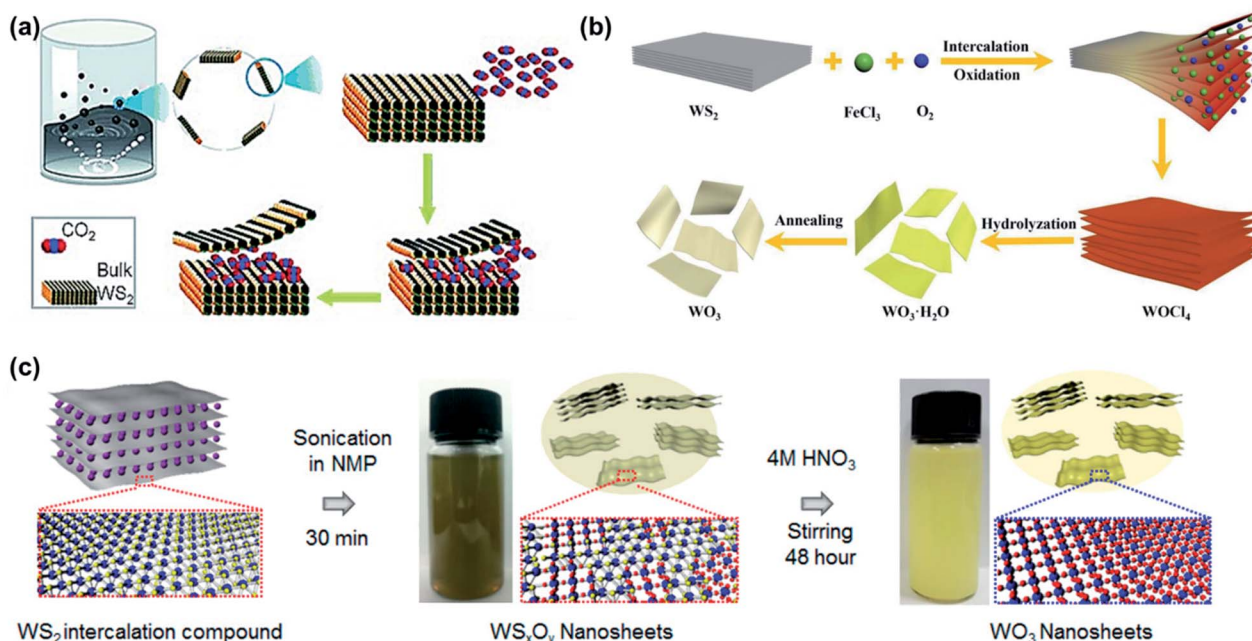 (a)
CO₂
Bulk
WS₂
(b)
WS₂
FeCl₃
O₂
Intercalation
Oxidation
WOCl₄
Hydrolyzation
WO₃·H₂O
Annealing
WO₃
(c)
Sonication
in NMP
30 min
4M HNO₃
Stirring
48 hour
WS₂ intercalation compound
WSₓOᵧ Nanosheets
WO₃ Nanosheets